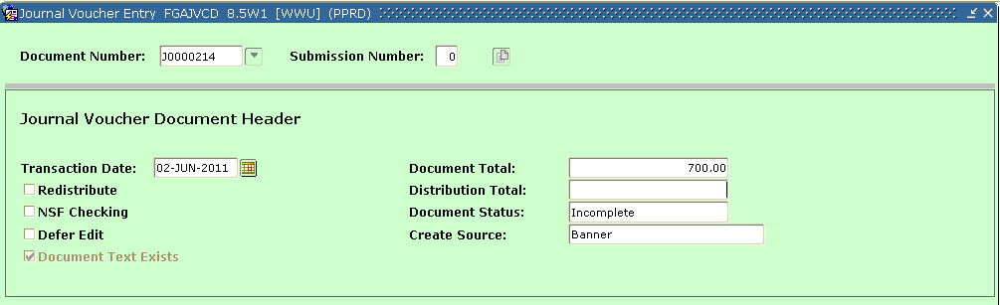 Journal Voucher Entry FGAJVCD 8.5W1 [WWU] (PPRD)
Document Number: J0000214 Submission Number: 0
Journal Voucher Document Header
Transaction Date: 02-JUN-2011 Document Total: 700.00
Redistribute Distribution Total:
NSF Checking Document Status: Incomplete
Defer Edit Create Source: Banner
Document Text Exists